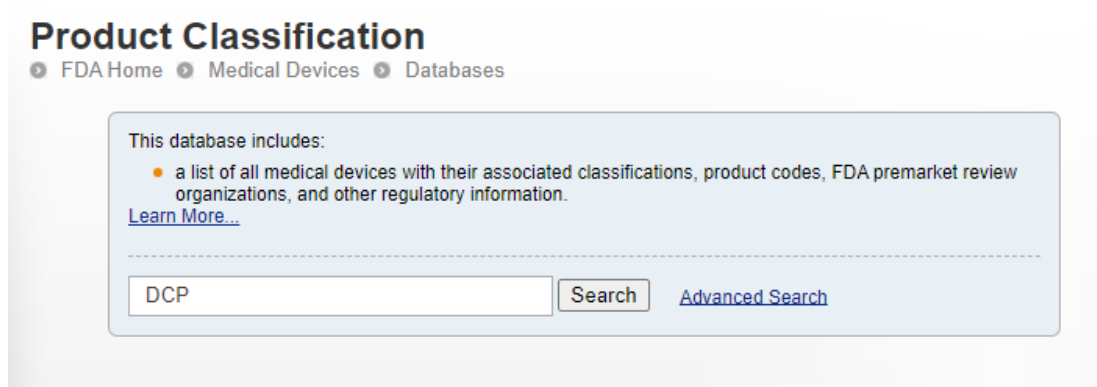 Product Classification
FDA Home Medical Devices Databases
This database includes:
a list of all medical devices with their associated classifications, product codes, FDA premarket review
organizations, and other regulatory information.
Learn More...
DCP Search Advanced Search